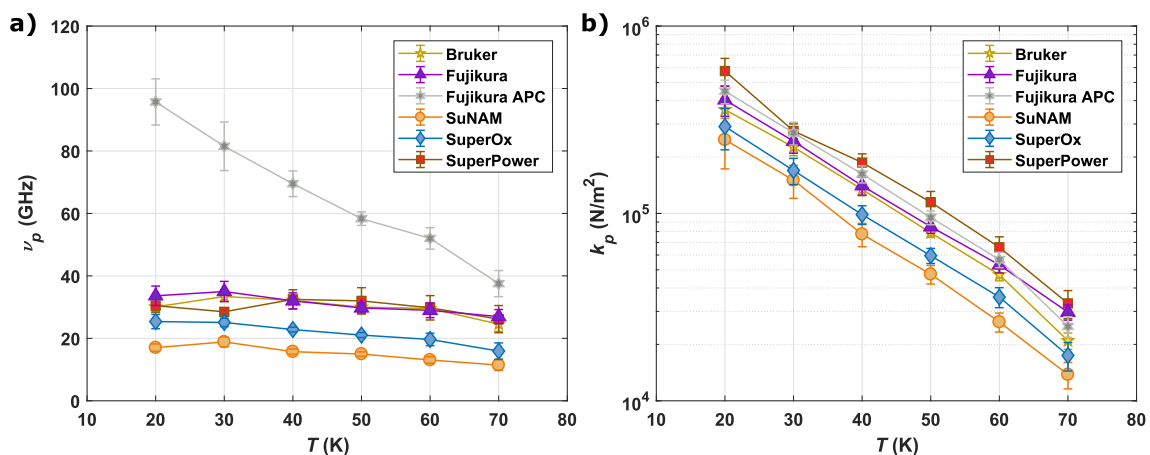 a)
120
100
80
60
40
20
0
ν_p (GHz)
10 20 30 40 50 60 70 80
T (K)
Bruker
Fujikura
Fujikura APC
SuNAM
SuperOx
SuperPower
b)
10^6
10^5
10^4
k_p (N/m^2)
10 20 30 40 50 60 70 80
T (K)
Bruker
Fujikura
Fujikura APC
SuNAM
SuperOx
SuperPower